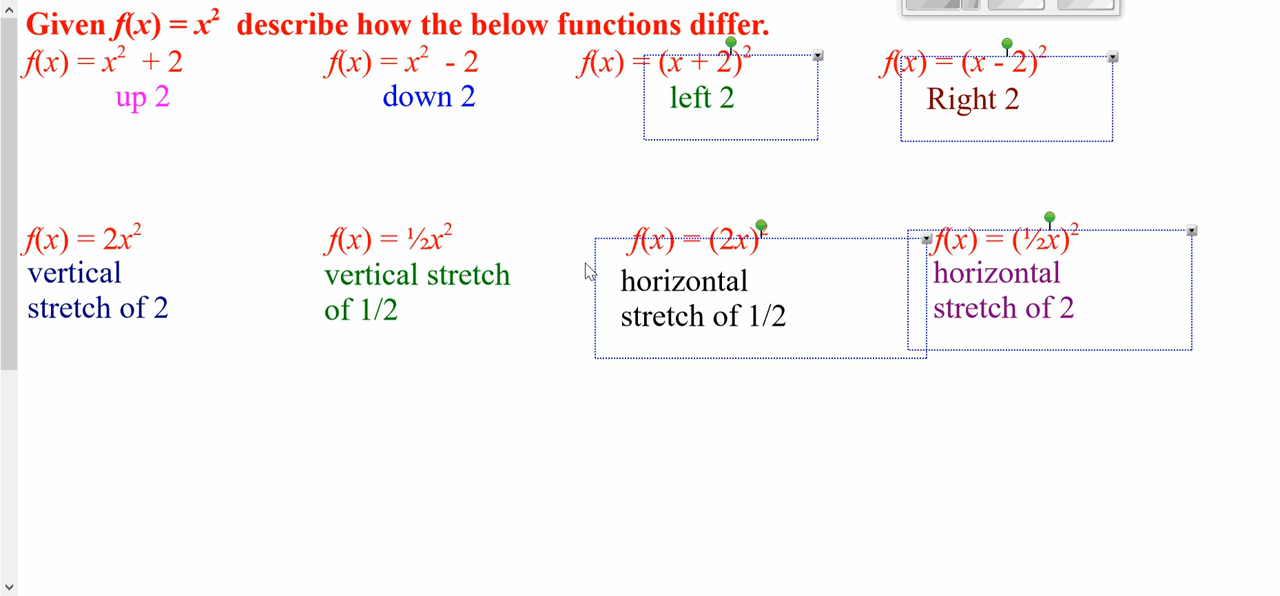 Given f(x) = x² describe how the below functions differ.
f(x) = x² + 2
up 2
f(x) = x² - 2
down 2
f(x) = (x + 2)²
left 2
f(x) = (x - 2)²
Right 2
f(x) = 2x²
vertical
stretch of 2
f(x) = ½x²
vertical stretch
of 1/2
f(x) = (2x)²
horizontal
stretch of 1/2
f(x) = (½x)²
horizontal
stretch of 2